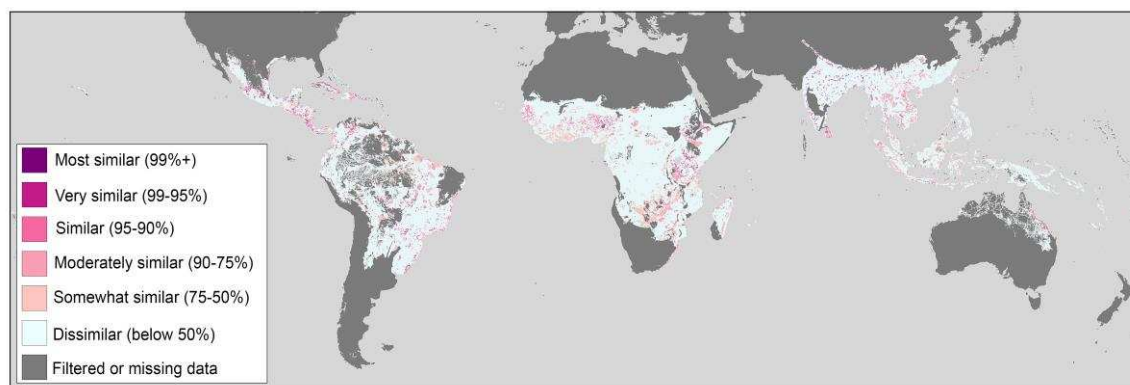 Most similar (99%+)
Very similar (99-95%)
Similar (95-90%)
Moderately similar (90-75%)
Somewhat similar (75-50%)
Dissimilar (below 50%)
Filtered or missing data